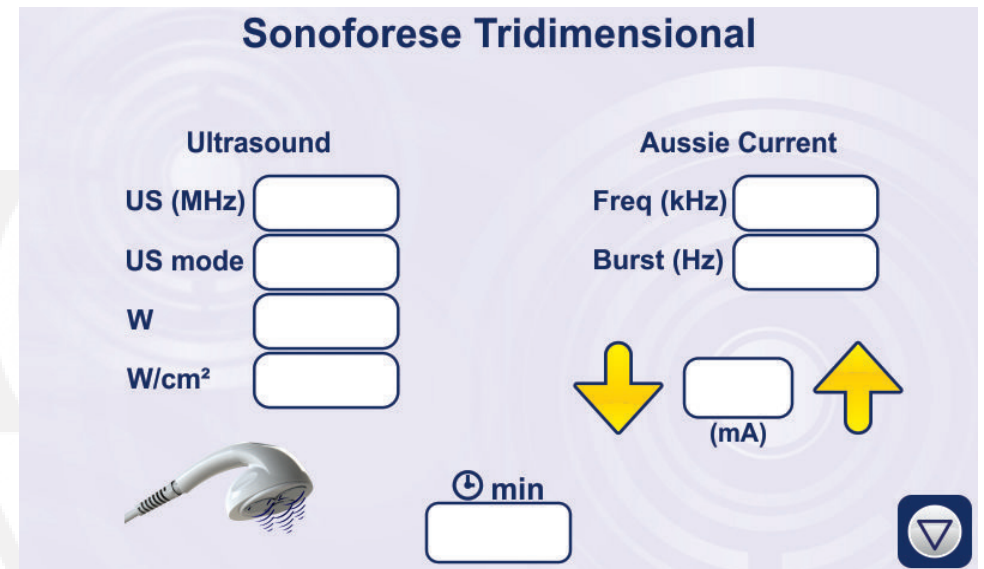 Sonoforese Tridimensional
Ultrasound
US (MHz)
US mode
W
W/cm²
Aussie Current
Freq (kHz)
Burst (Hz)
(mA)
min